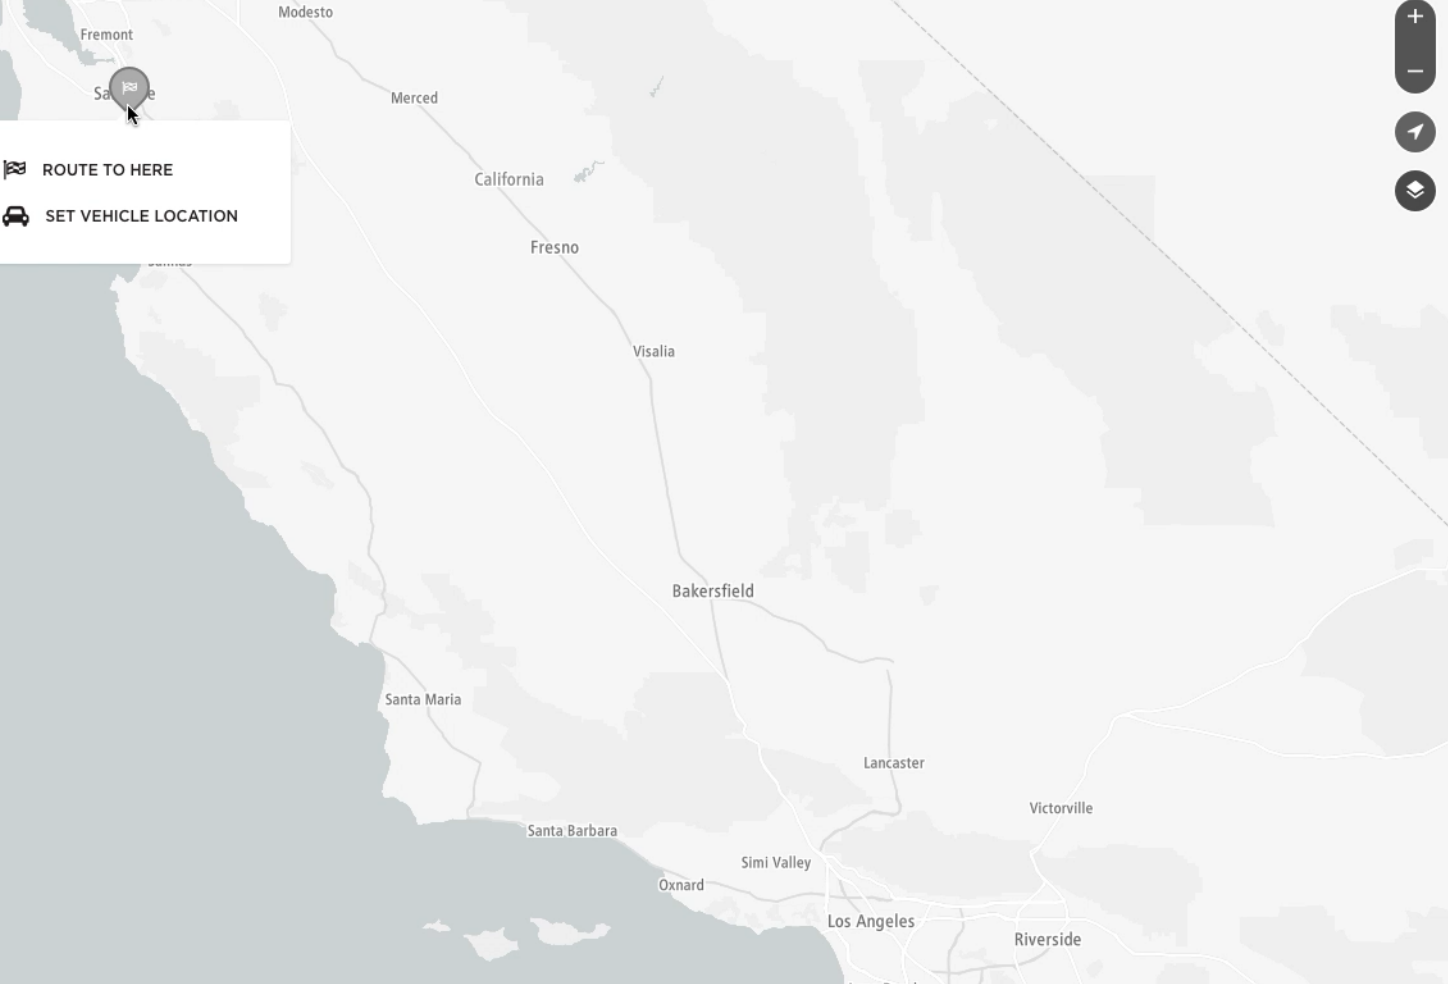 Modesto
Fremont
Merced
ROUTE TO HERE
California
SET VEHICLE LOCATION
Fresno
Visalia
Bakersfield
Santa Maria
Lancaster
Victorville
Santa Barbara
Simi Valley
Oxnard
Los Angeles
Riverside